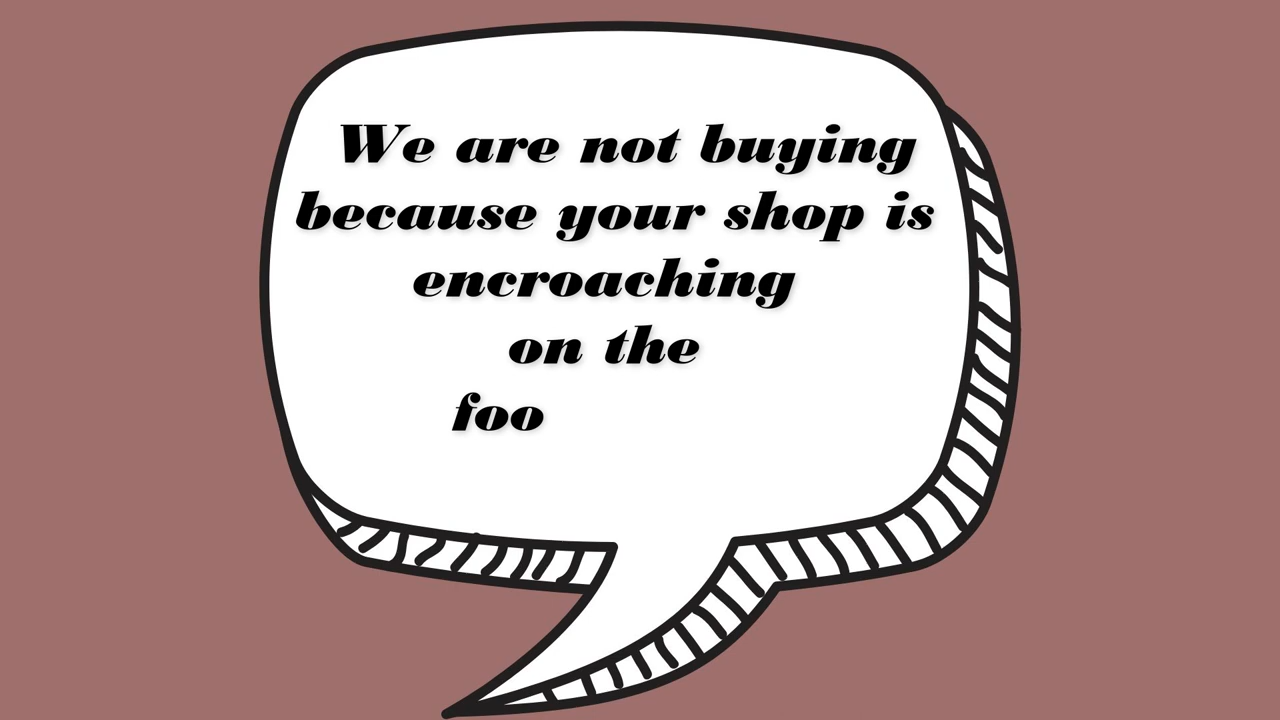 We are not buying
because your shop is
encroaching
on the
foo